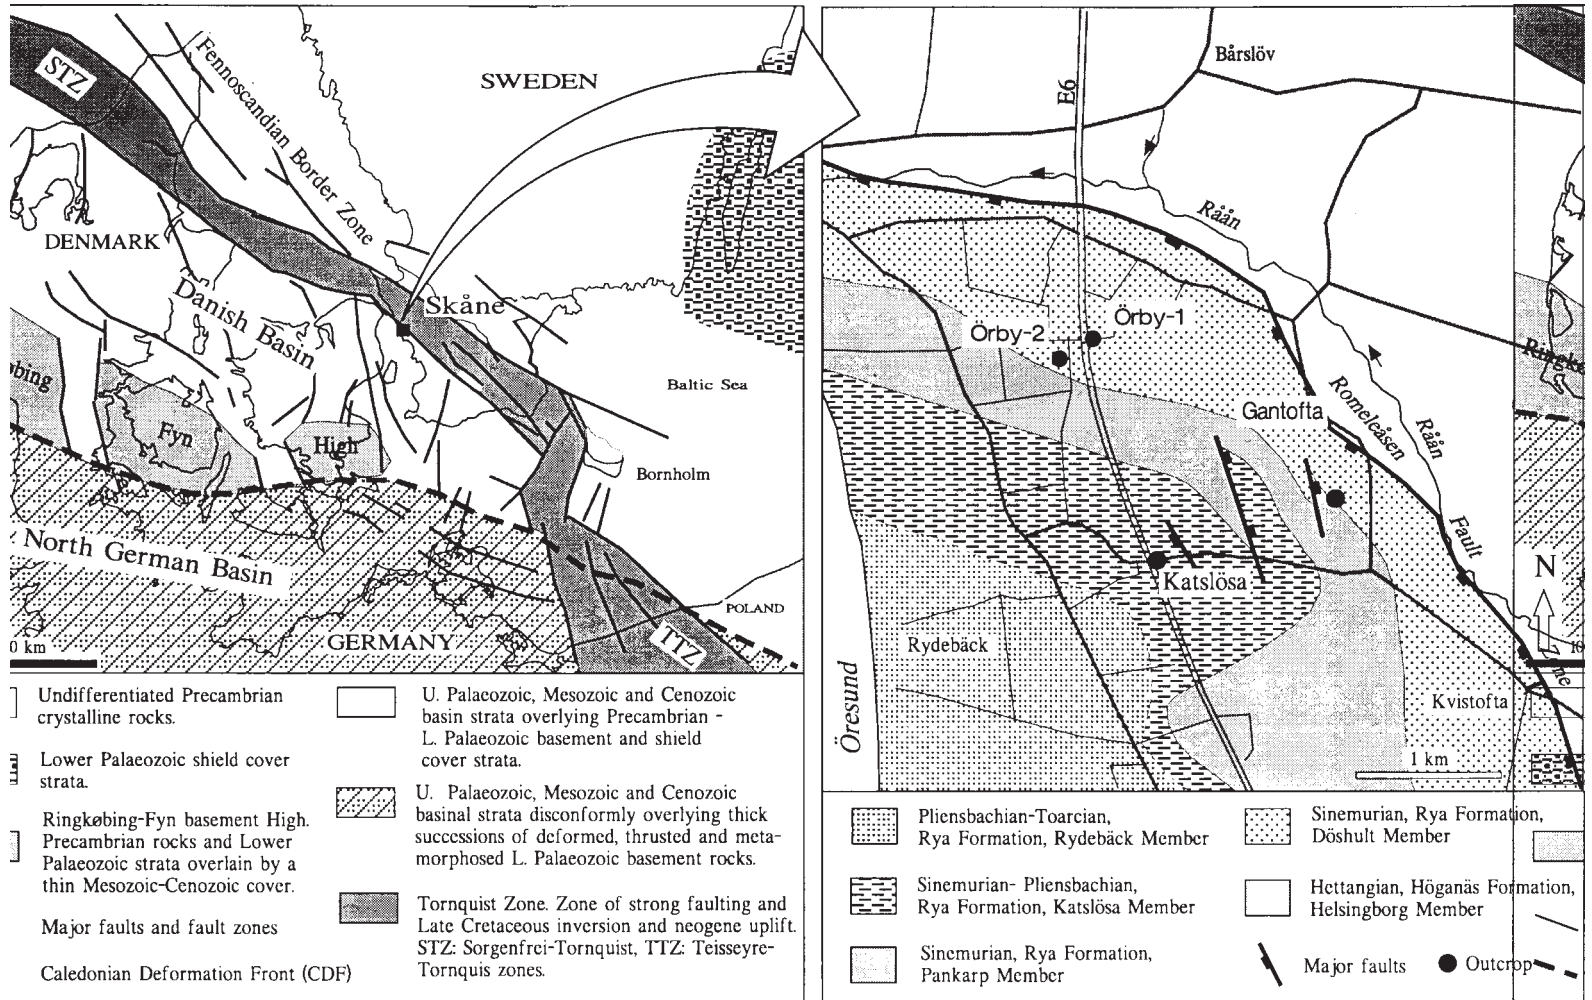 STZ
Fennoscandian Border Zone
SWEDEN
DENMARK
Danish Basin
Skåne
Baltic Sea
øbing
Fyn
High
Bornholm
North German Basin
POLAND
GERMANY
TTZ
0 km
Undifferentiated Precambrian
crystalline rocks.
Lower Palaeozoic shield cover
strata.
Ringkøbing-Fyn basement High.
Precambrian rocks and Lower
Palaeozoic strata overlain by a
thin Mesozoic-Cenozoic cover.
Major faults and fault zones
Caledonian Deformation Front (CDF)
U. Palaeozoic, Mesozoic and Cenozoic
basin strata overlying Precambrian -
L. Palaeozoic basement and shield
cover strata.
U. Palaeozoic, Mesozoic and Cenozoic
basinal strata disconformly overlying thick
successions of deformed, thrusted and meta-
morphosed L. Palaeozoic basement rocks.
Tornquist Zone. Zone of strong faulting and
Late Cretaceous inversion and neogene uplift.
STZ: Sorgenfrei-Tornquist, TTZ: Teisseyre-
Tornquis zones.
E6
Bårslöv
Råån
Örby-2
Örby-1
Gantofta
Romeleåsen
Råån
Fault
Katslösa
Rydebäck
Öresund
Kvistofta
N
1 km
Ringkø
10
ne
Pliensbachian-Toarcian,
Rya Formation, Rydebäck Member
Sinemurian- Pliensbachian,
Rya Formation, Katslösa Member
Sinemurian, Rya Formation,
Pankarp Member
Sinemurian, Rya Formation,
Döshult Member
Hettangian, Höganäs Formation,
Helsingborg Member
Major faults
Outcrop